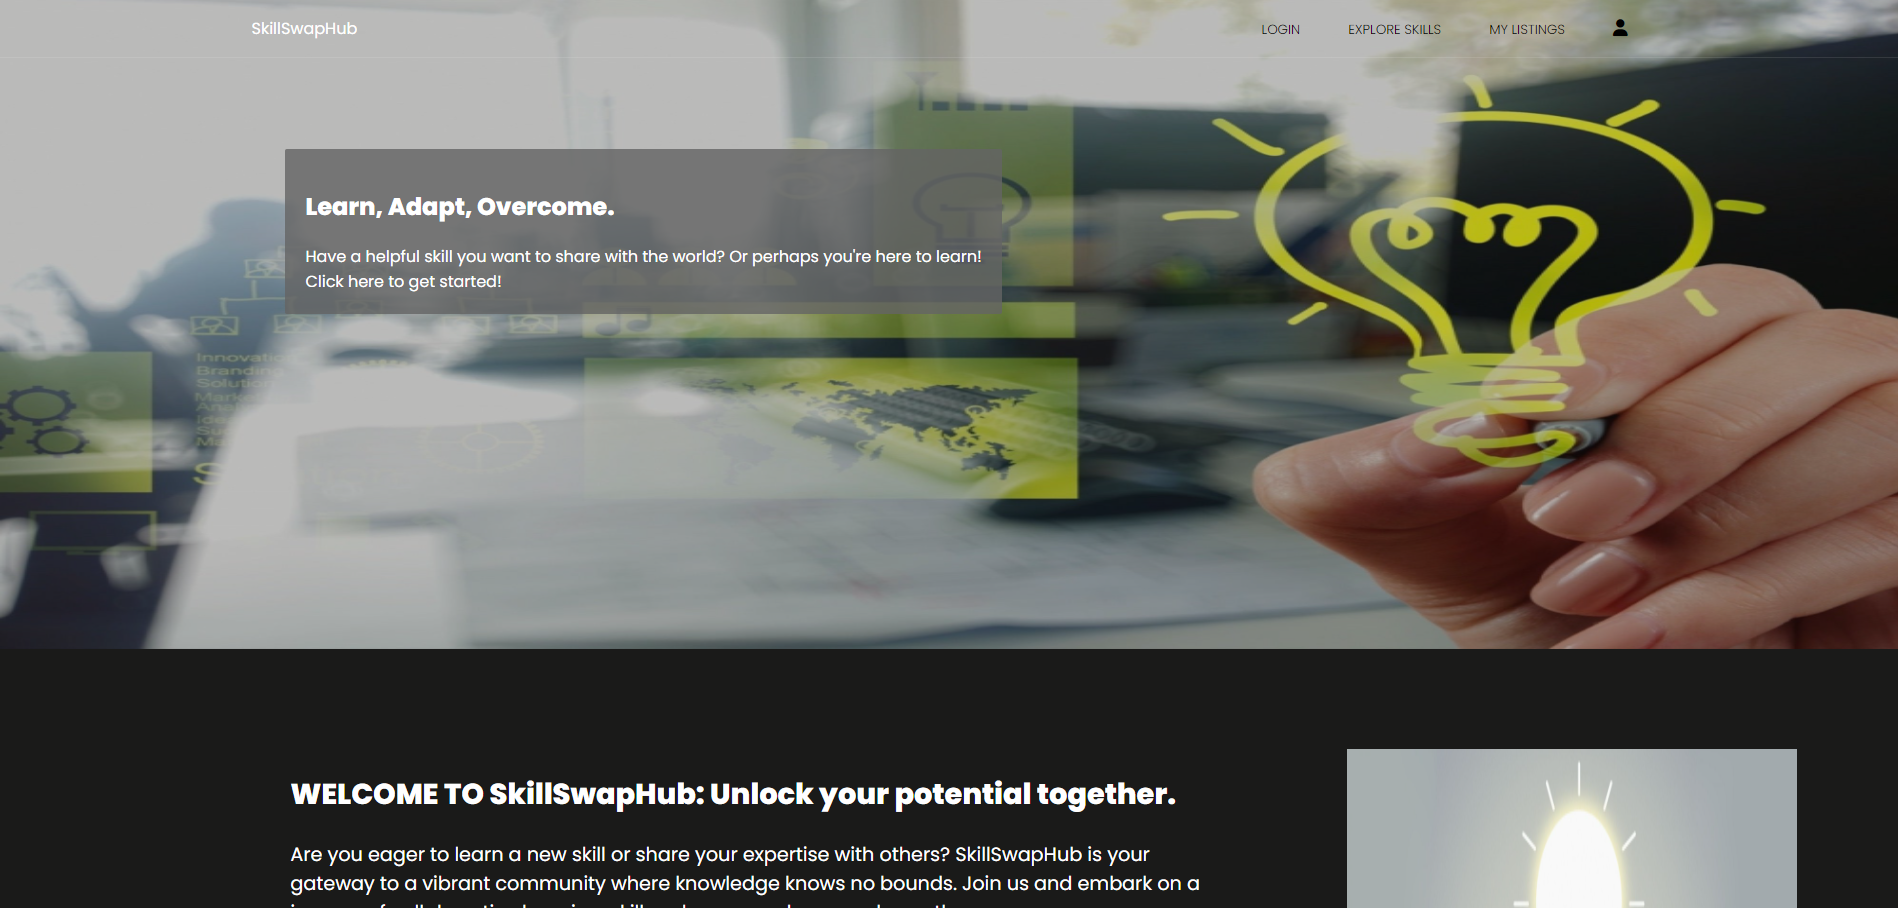 SkillSwapHub
LOGIN
EXPLORE SKILLS
MY LISTINGS
Learn, Adapt, Overcome.
Have a helpful skill you want to share with the world? Or perhaps you're here to learn!
Click here to get started!
Innovatio
Branding
Solution
WELCOME TO SkillSwapHub: Unlock your potential together.
Are you eager to learn a new skill or share your expertise with others? SkillSwapHub is your
gateway to a vibrant community where knowledge knows no bounds. Join us and embark on a